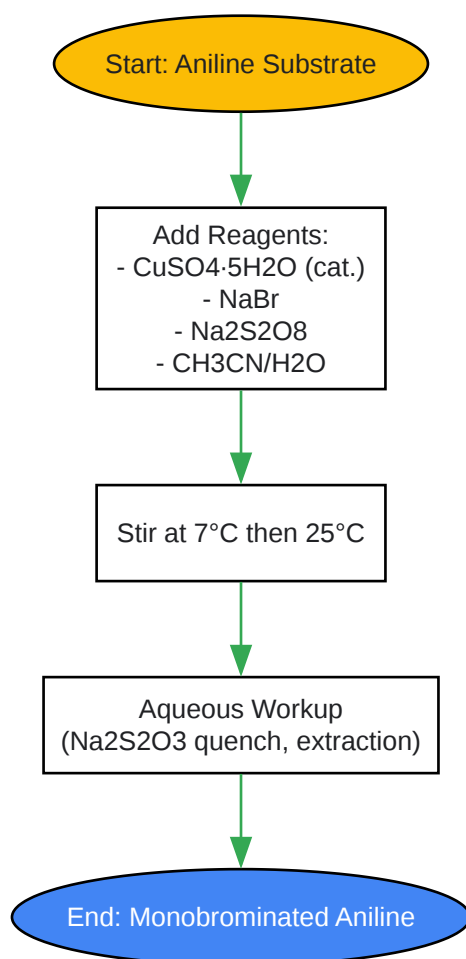 Start: Aniline Substrate
Add Reagents:
- CuSO4·5H2O (cat.)
- NaBr
- Na2S2O8
- CH3CN/H2O
Stir at 7°C then 25°C
Aqueous Workup
(Na2S2O3 quench, extraction)
End: Monobrominated Aniline